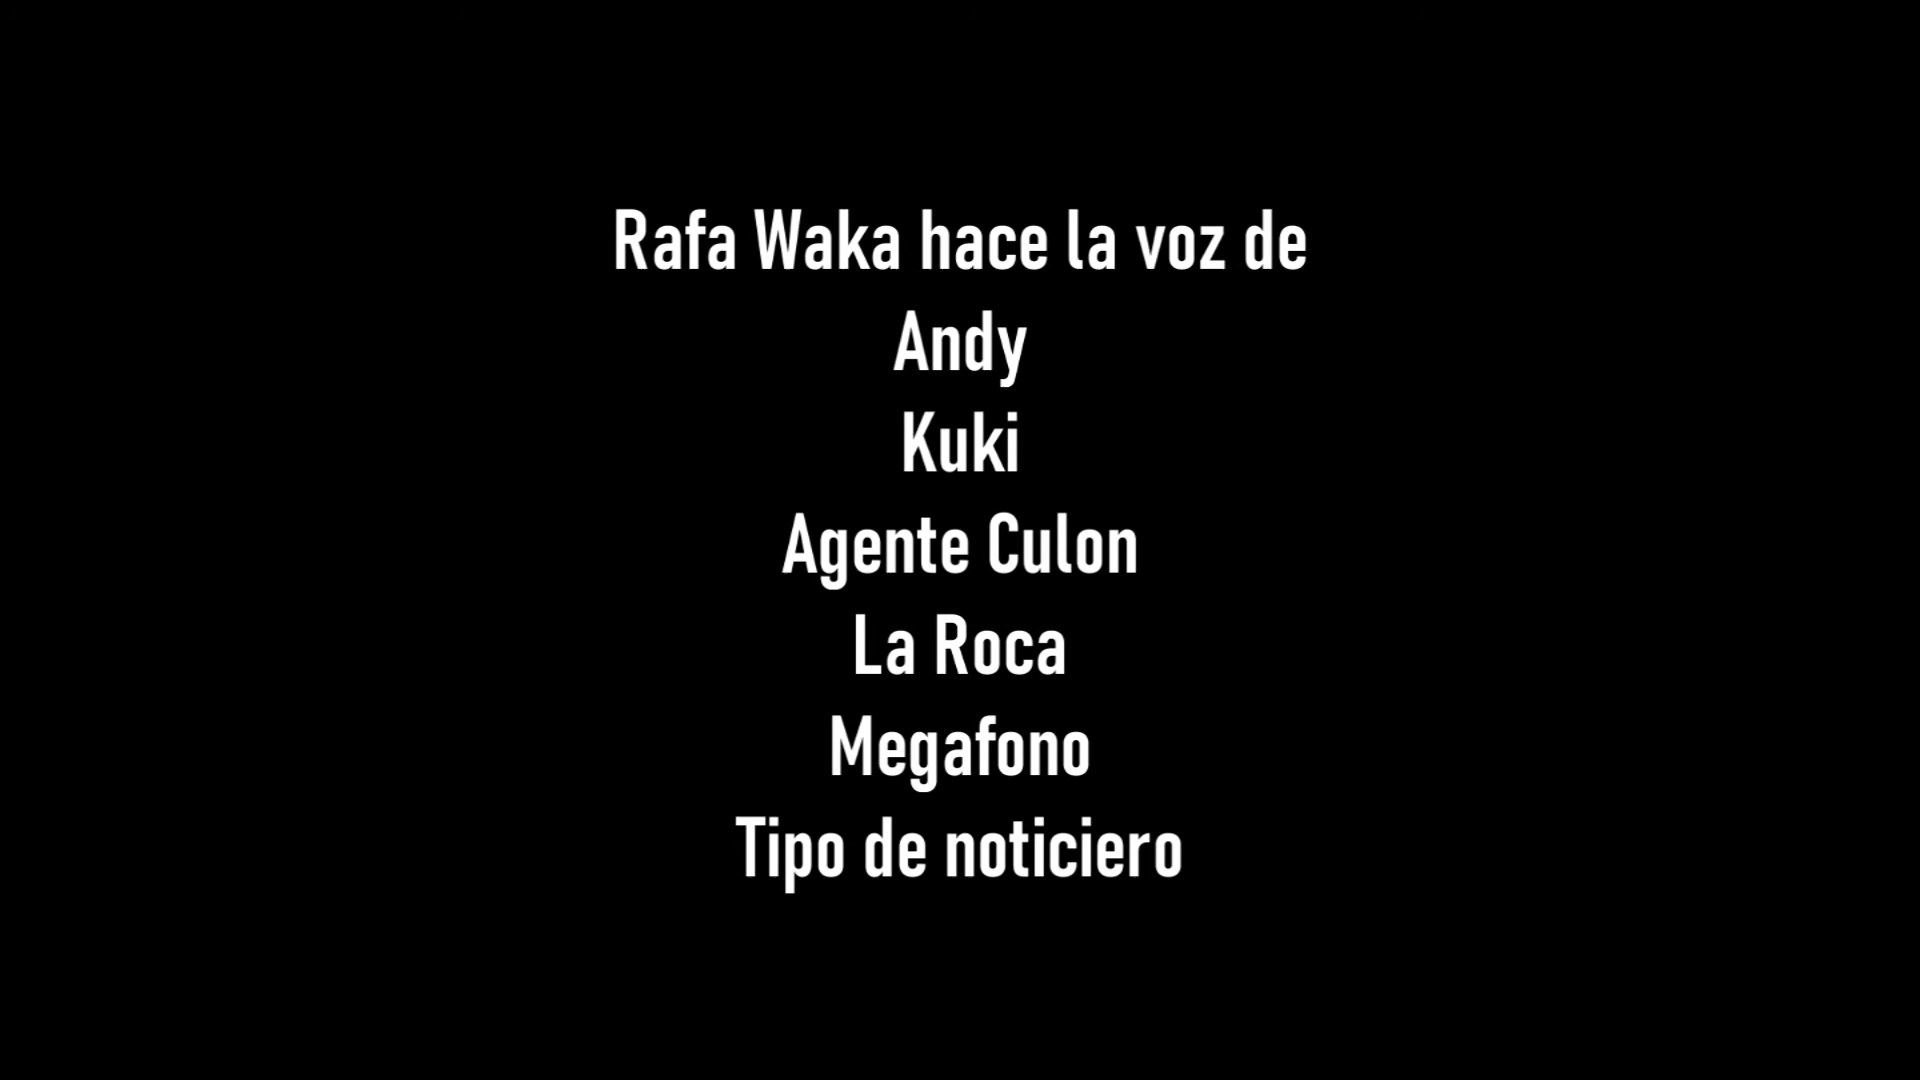 Rafa Waka hace la voz de
Andy
Kuki
Agente Culon
La Roca
Megafono
Tipo de noticiero